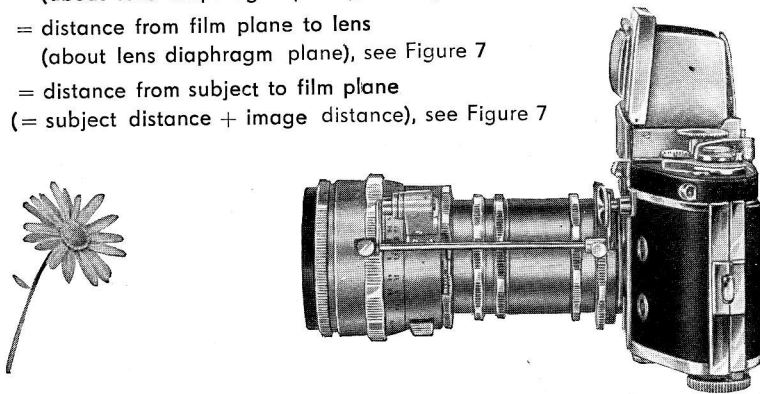 = distance from film plane to lens
(about lens diaphragm plane), see Figure 7
= distance from subject to film plane
(= subject distance + image distance), see Figure 7